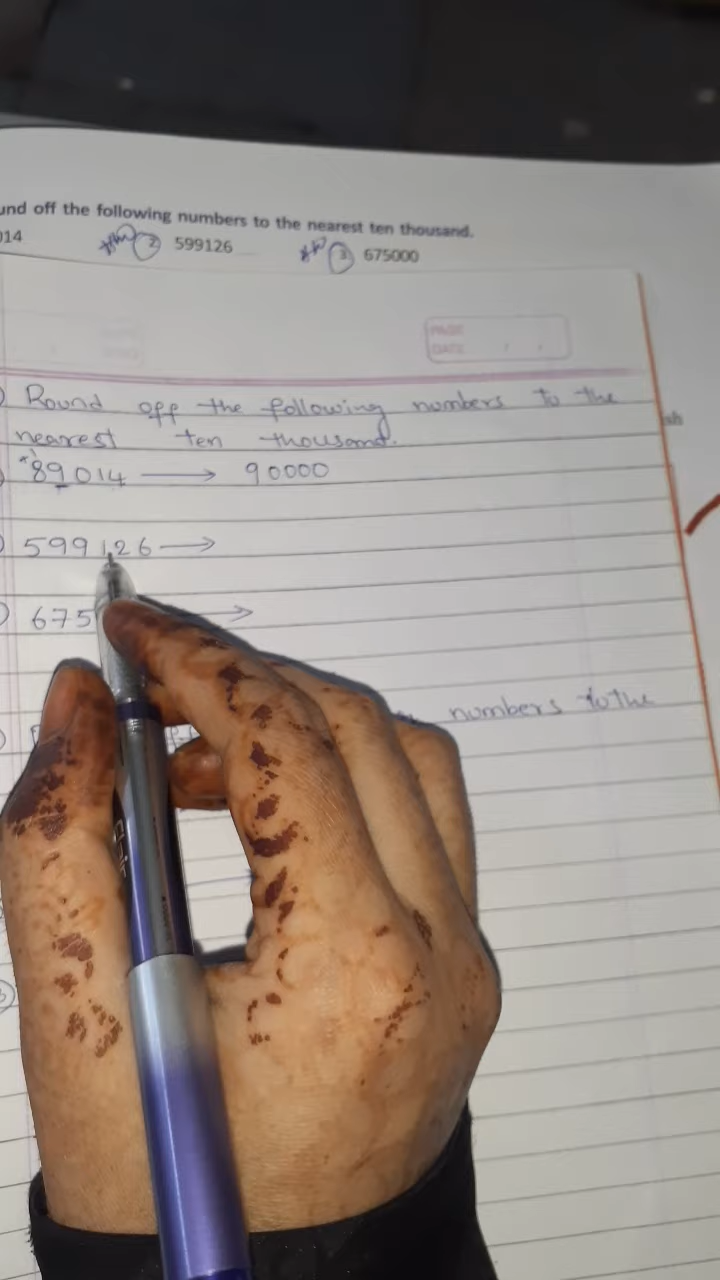 und off the following numbers to the nearest ten thousand.
014 2 599126 3 675000
PAGE
DATE
Round off the following numbers to the
nearest ten thousand.
89014 → 90000
599126 →
675 →
numbers to the